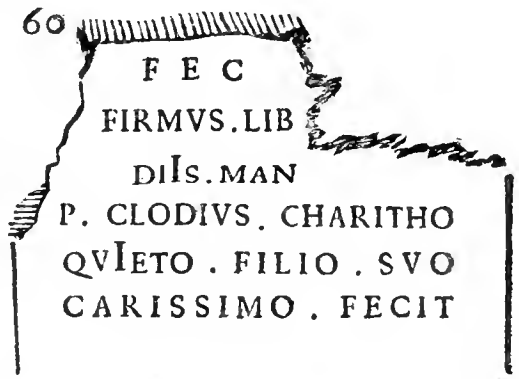 60
F E C
FIRMVS.LIB
DIIS.MAN
P. CLODIVS. CHARITHO
QVIETO . FILIO . SVO
CARISSIMO . FECIT